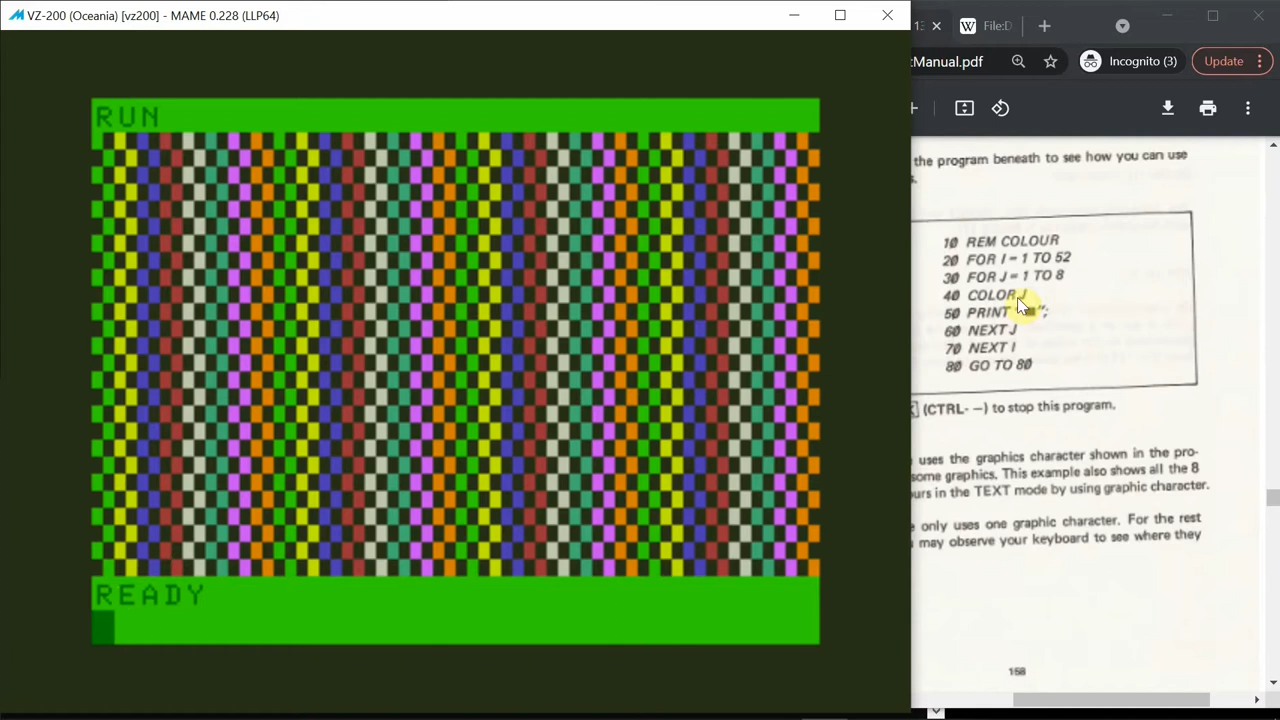 VZ-200 (Oceania) [vz200] - MAME 0.228 (LLP64)
RUN
READY
File:D
tManual.pdf
Incognito (3)
Update
the program beneath to see how you can use
s.
10 REM COLOUR
20 FOR I = 1 TO 52
30 FOR J = 1 TO 8
40 COLOR J
50 PRINT "■";
60 NEXT J
70 NEXT I
80 GO TO 80
(CTRL- —) to stop this program.
uses the graphics character shown in the pro-
some graphics. This example also shows all the 8
ours in the TEXT mode by using graphic character.
only uses one graphic character. For the rest
may observe your keyboard to see where they
158